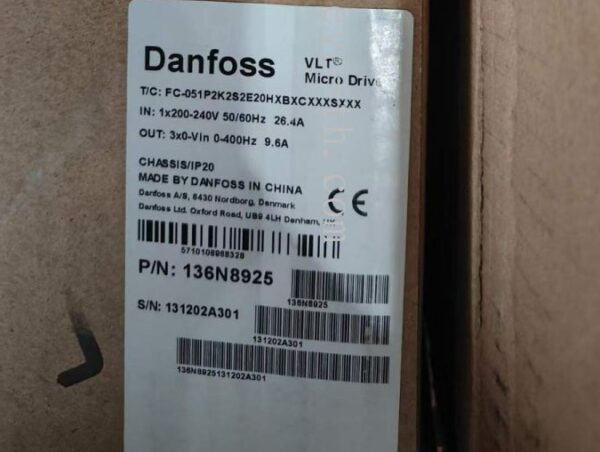 Danfoss
VLT®
Micro Drive
T/C: FC-051P2K2S2E20HXBXCXXXSXXX
IN: 1x200-240V 50/60Hz 26.4A
OUT: 3x0-Vin 0-400Hz 9.6A
CHASSIS/IP20
MADE BY DANFOSS IN CHINA
Danfoss A/S, 6430 Nordborg, Denmark
Danfoss Ltd. Oxford Road, UB9 4LH Denham, UK
CE
5710108968328
P/N: 136N8925
136N8925
S/N: 131202A301
131202A301
136N8925131202A301